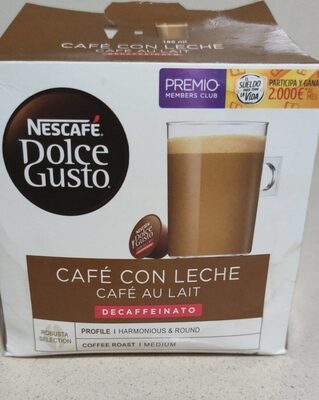 180 ml
CAFÉ CON LECHE
CAFÉ AU LAIT
DECAFFEINATO
PREMIO
MEMBERS CLUB
EL SUELDO
PARA TODA
LA VIDA
PARTICIPA Y GANA
2.000€ AL MES
NESCAFÉ
Dolce
Gusto
CAFÉ CON LECHE
CAFÉ AU LAIT
DECAFFEINATO
ROBUSTA
SELECTION
PROFILE | HARMONIOUS & ROUND
COFFEE ROAST | MEDIUM